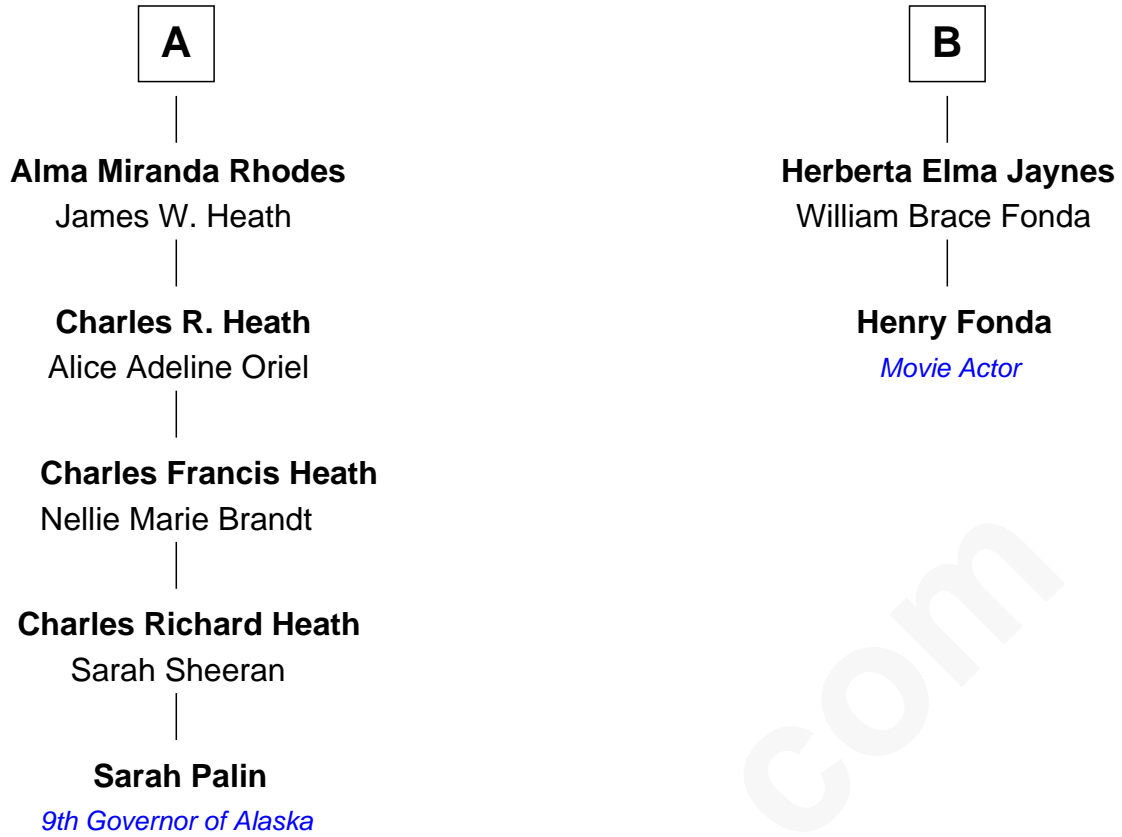 A
Alma Miranda Rhodes
James W. Heath
Charles R. Heath
Alice Adeline Oriel
Charles Francis Heath
Nellie Marie Brandt
Charles Richard Heath
Sarah Sheeran
Sarah Palin
9th Governor of Alaska
B
Herberta Elma Jaynes
William Brace Fonda
Henry Fonda
Movie Actor
com